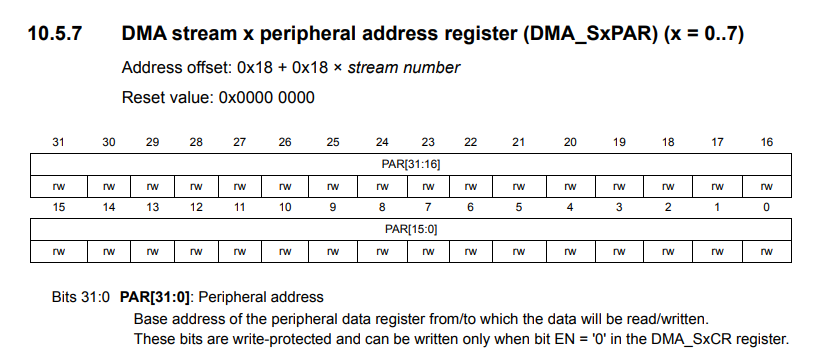 10.5.7 DMA stream x peripheral address register (DMA_SxPAR) (x = 0..7)
Address offset: 0x18 + 0x18 × stream number
Reset value: 0x0000 0000
31 30 29 28 27 26 25 24 23 22 21 20 19 18 17 16
PAR[31:16]
rw rw rw rw rw rw rw rw rw rw rw rw rw rw rw rw
15 14 13 12 11 10 9 8 7 6 5 4 3 2 1 0
PAR[15:0]
rw rw rw rw rw rw rw rw rw rw rw rw rw rw rw rw
Bits 31:0 PAR[31:0]: Peripheral address
Base address of the peripheral data register from/to which the data will be read/written.
These bits are write-protected and can be written only when bit EN = '0' in the DMA_SxCR register.